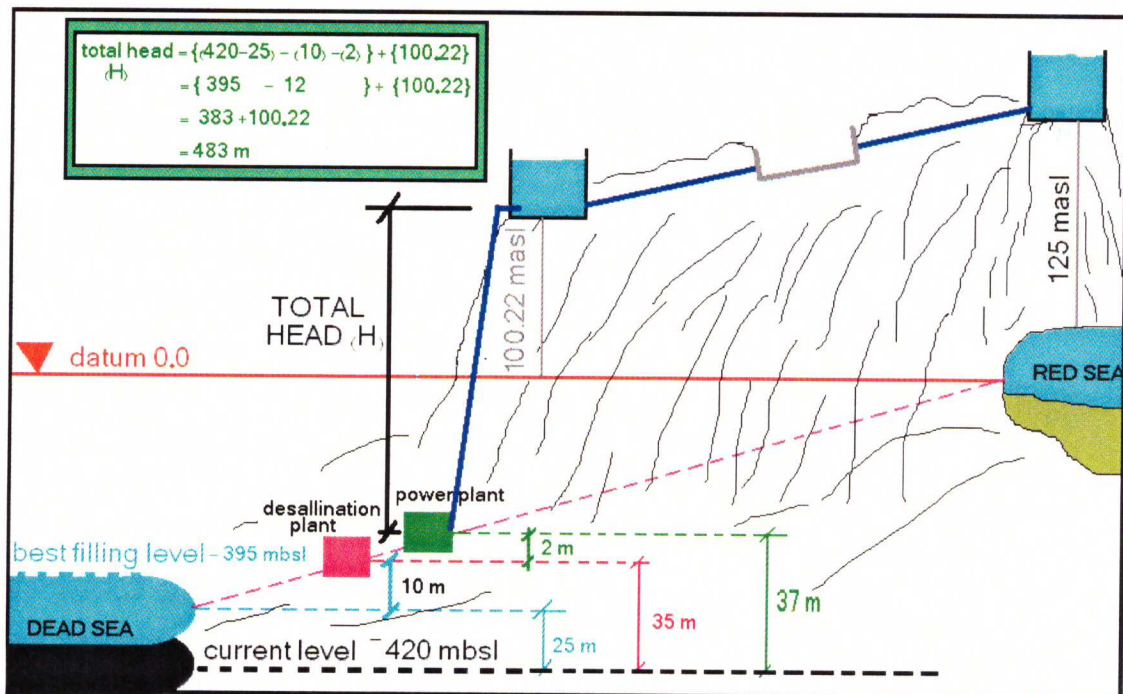 total head = {(420-25) - (10) - (2) } + {100.22}
(H)
= { 395 - 12 } + {100.22}
= 383 +100.22
= 483 m
125 masl
100.22 masl
TOTAL
HEAD (H)
datum 0.0
RED SEA
power plant
desallination
plant
best filling level - 395 mbsl
2 m
10 m
37 m
35 m
DEAD SEA
25 m
current level -420 mbsl